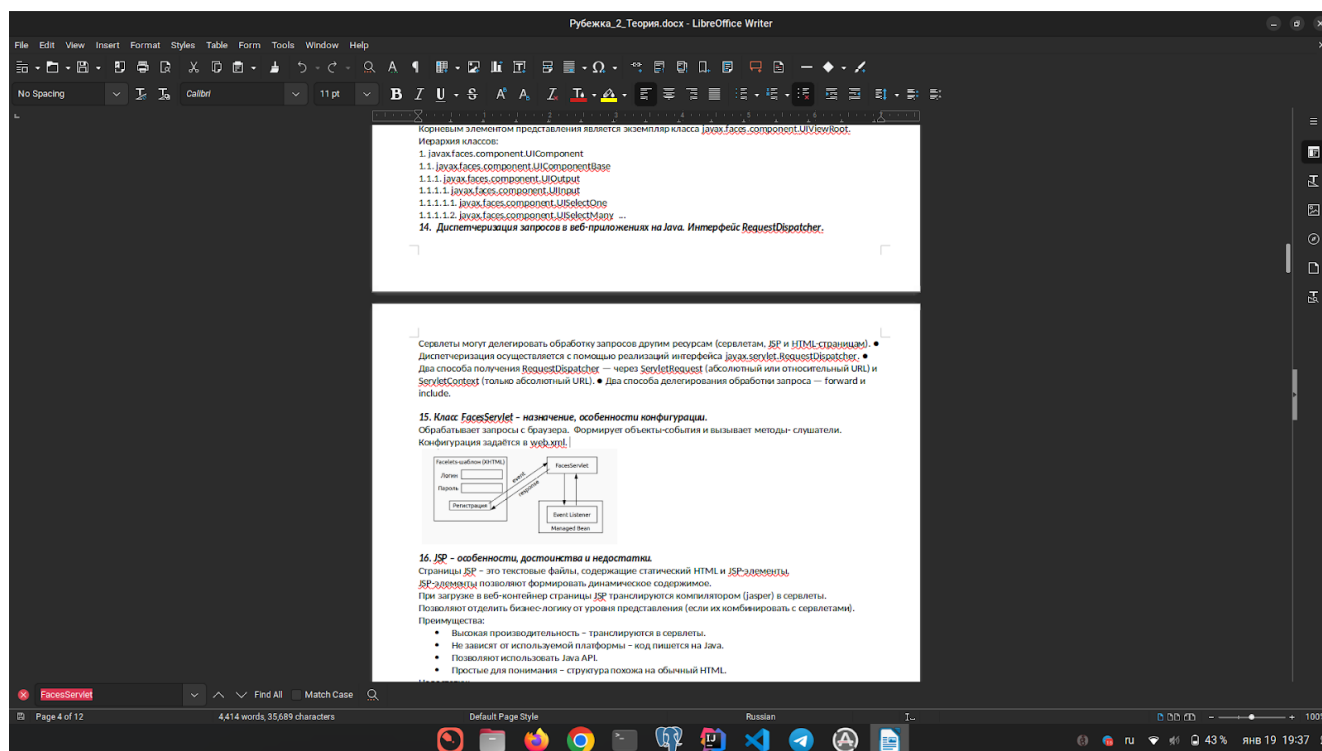 Рубежка_2_Теория.docx - LibreOffice Writer
File Edit View Insert Format Styles Table Form Tools Window Help
No Spacing Calibri 11 pt
Корневым элементом представления является экземпляр класса javax.faces.component.UIViewRoot.
Иерархия классов:
1. javax.faces.component.UIComponent
1.1. javax.faces.component.UIComponentBase
1.1.1. javax.faces.component.UIOutput
1.1.1.1. javax.faces.component.UIInput
1.1.1.1.1. javax.faces.component.UISelectOne
1.1.1.1.2. javax.faces.component.UISelectMany ...
14. Диспетчеризация запросов в веб-приложениях на Java. Интерфейс RequestDispatcher.
Сервлеты могут делегировать обработку запросов другим ресурсам (сервлетам, JSP и HTML-страницам). ●
Диспетчеризация осуществляется с помощью реализаций интерфейса javax.servlet.RequestDispatcher. ●
Два способа получения RequestDispatcher — через ServletRequest (абсолютный или относительный URL) и
ServletContext (только абсолютный URL). ● Два способа делегирования обработки запроса — forward и
include.
15. Класс FacesServlet – назначение, особенности конфигурации.
Обрабатывает запросы с браузера. Формирует объекты-события и вызывает методы- слушатели.
Конфигурация задаётся в web.xml.
Facelets-шаблон (XHTML)
Логин
Пароль
Регистрация
event
response
FacesServlet
Event Listener
Managed Bean
16. JSP – особенности, достоинства и недостатки.
Страницы JSP – это текстовые файлы, содержащие статический HTML и JSP-элементы.
JSP-элементы позволяют формировать динамическое содержимое.
При загрузке в веб-контейнер страницы JSP транслируются компилятором (jasper) в сервлеты.
Позволяют отделить бизнес-логику от уровня представления (если их комбинировать с сервлетами).
Преимущества:
● Высокая производительность – транслируются в сервлеты.
● Не зависят от используемой платформы – код пишется на Java.
● Позволяют использовать Java API.
● Простые для понимания – структура похожа на обычный HTML.
FacesServlet Find All Match Case
Page 4 of 12 4,414 words, 35,689 characters Default Page Style Russian 100%
ru 43 % янв 19 19:37